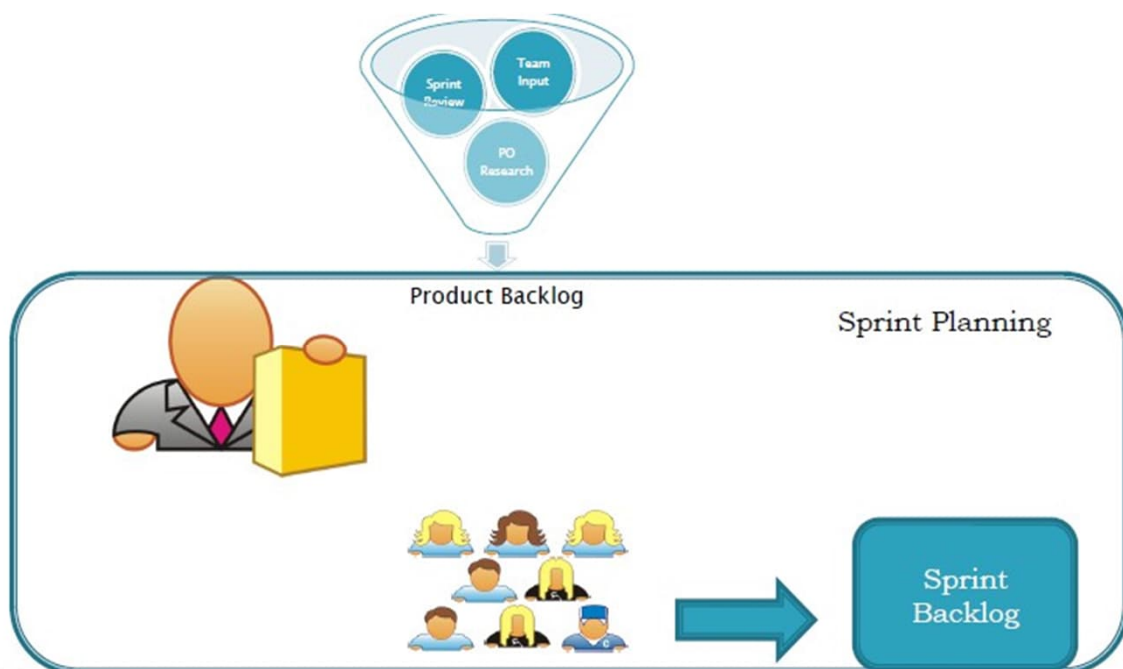 Team
Input
Sprint
Review
PO
Research
Product Backlog
Sprint Planning
Sprint
Backlog